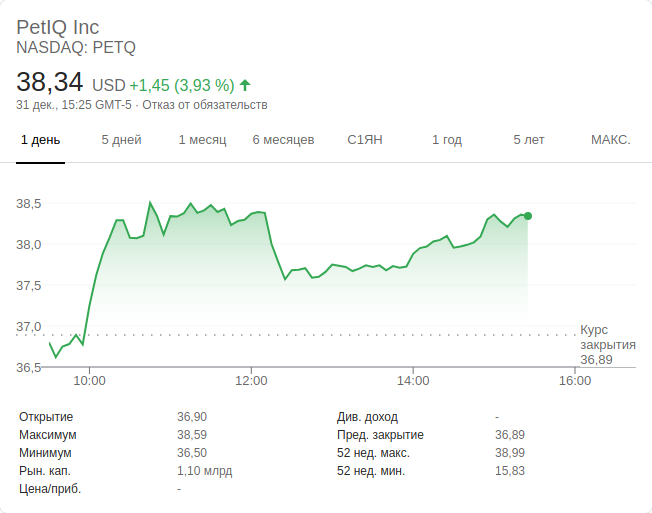 PetIQ Inc
NASDAQ: PETQ
38,34 USD +1,45 (3,93 %)
31 дек., 15:25 GMT-5 · Отказ от обязательств
1 день 5 дней 1 месяц 6 месяцев С1ЯН 1 год 5 лет МАКС.
38,5
38,0
37,5
37,0
36,5
Курс
закрытия
36,89
10:00 12:00 14:00 16:00
Открытие 36,90 Див. доход -
Максимум 38,59 Пред. закрытие 36,89
Минимум 36,50 52 нед. макс. 38,99
Рын. кап. 1,10 млрд 52 нед. мин. 15,83
Цена/приб. -